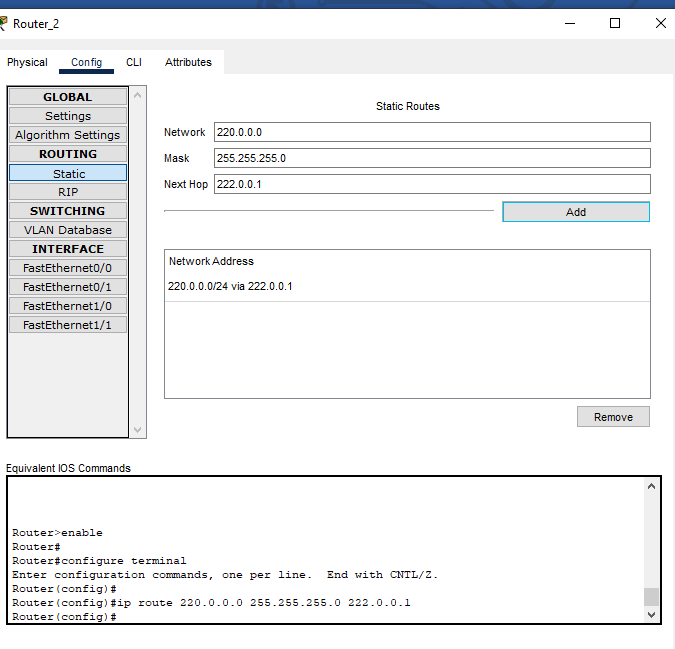 Router_2
Physical Config CLI Attributes
GLOBAL
Settings
Algorithm Settings
ROUTING
Static
RIP
SWITCHING
VLAN Database
INTERFACE
FastEthernet0/0
FastEthernet0/1
FastEthernet1/0
FastEthernet1/1
Static Routes
Network 220.0.0.0
Mask 255.255.255.0
Next Hop 222.0.0.1
Add
Network Address
220.0.0.0/24 via 222.0.0.1
Remove
Equivalent IOS Commands
Router>enable
Router#
Router#configure terminal
Enter configuration commands, one per line. End with CNTL/Z.
Router(config)#
Router(config)#ip route 220.0.0.0 255.255.255.0 222.0.0.1
Router(config)#